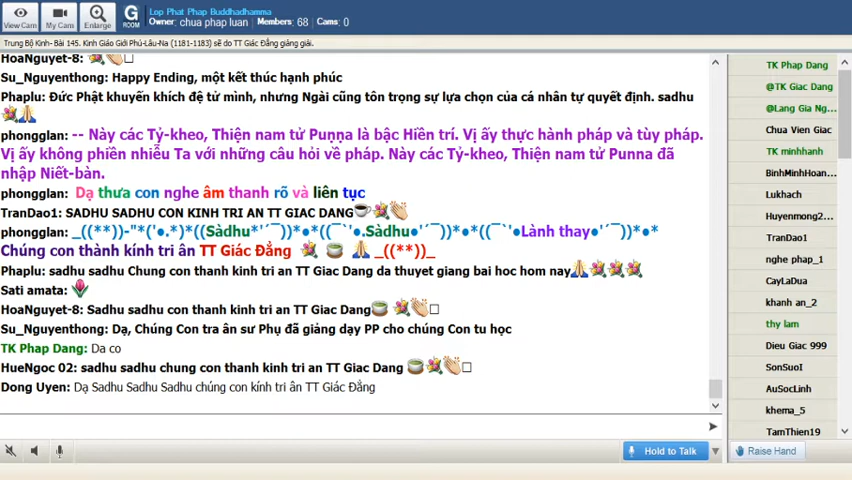 Lop Phat Phap Buddhadhamma
Owner: chua phap luan Members: 68 Cams: 0
View Cam
My Cam
Enlarge
G
ROOM
Trung Bộ Kinh- Bài 145. Kinh Giáo Giới Phú-Lâu-Na (1181-1183) sẽ do TT Giác Đẳng giảng giải.
HoaNguyet-8: 💐👏🏻
Su_Nguyenthong: Happy Ending, một kết thúc hạnh phúc
Phaplu: Đức Phật khuyến khích đệ tử mình, nhưng Ngài cũng tôn trọng sự lựa chọn của cá nhân tự quyết định. sadhu
💐🙏
phongglan: -- Này các Tỷ-kheo, Thiện nam tử Puṇṇa là bậc Hiền trí. Vị ấy thực hành pháp và tùy pháp.
Vị ấy không phiền nhiễu Ta với những câu hỏi về pháp. Này các Tỷ-kheo, Thiện nam tử Punna đã
nhập Niết-bàn.
phongglan: Dạ thưa con nghe âm thanh rõ và liên tục
TranDao1: SADHU SADHU CON KINH TRI AN TT GIAC DANG☕💐👏
phongglan: _((**))-"*(•.*)*((¯`'●Sàdhu*'´¯))*●*((¯`'●.Sàdhu●'´¯))*●*((¯`'●Lành thay●'´¯))*●*
Chúng con thành kính tri ân TT Giác Đẳng 💐 🍵 🙏 _((**))_
Phaplu: sadhu sadhu Chung con thanh kinh tri an TT Giac Dang da thuyet giang bai hoc hom nay🙏💐💐💐
Sati amata: 🌷
HoaNguyet-8: Sadhu sadhu con thanh kinh tri an TT Giac Dang🍵💐👏🏻
Su_Nguyenthong: Dạ, Chúng Con tra ân sư Phụ đã giảng dạy PP cho chúng Con tu học
TK Phap Dang: Da co
HueNgoc 02: sadhu sadhu chung con thanh kinh tri an TT Giac Dang 🍵💐👏🏻
Dong Uyen: Dạ Sadhu Sadhu Sadhu chúng con kính tri ân TT Giác Đẳng
Hold to Talk
Raise Hand
TK Phap Dang
@TK Giac Dang
@Lang Gia Ng...
Chua Vien Giac
TK minhhanh
BinhMinhHoan...
Lukhach
Huyenmong2...
TranDao1
nghe phap_1
CayLaDua
khanh an_2
thy lam
Dieu Giac 999
SonSuoI
AuSocLinh
khema_5
TamThien19